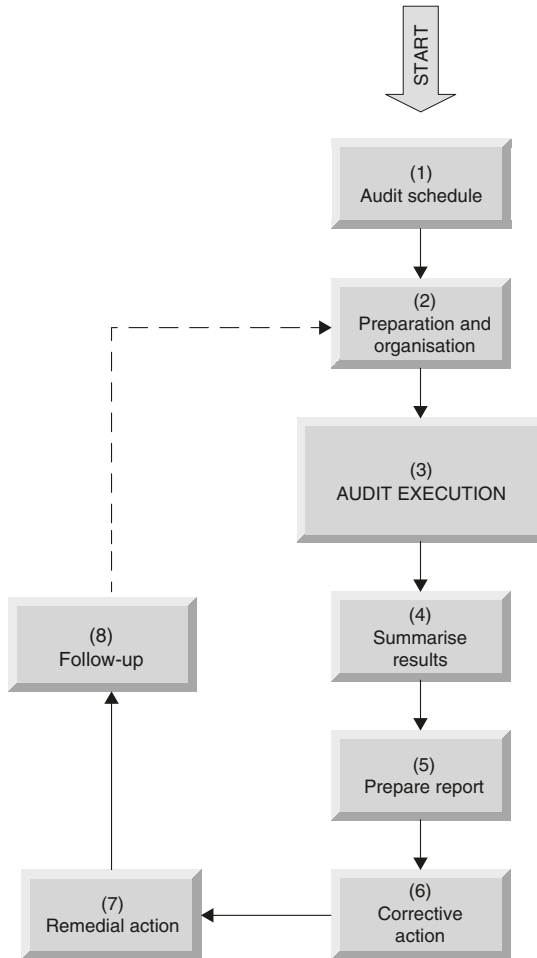 START
(1)
Audit schedule
(2)
Preparation and
organisation
(3)
AUDIT EXECUTION
(4)
Summarise
results
(5)
Prepare report
(6)
Corrective
action
(7)
Remedial action
(8)
Follow-up